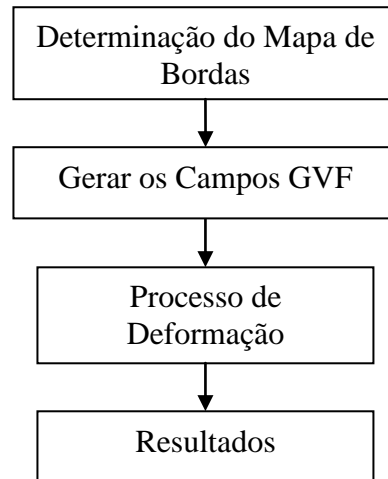 Determinação do Mapa de
Bordas
Gerar os Campos GVF
Processo de
Deformação
Resultados